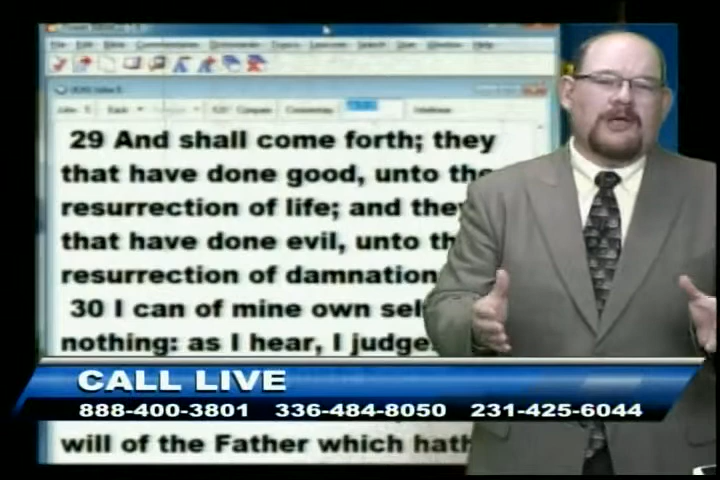 29 And shall come forth; they
that have done good, unto the
resurrection of life; and they
that have done evil, unto th
resurrection of damnation
30 I can of mine own sel
nothing: as I hear, I judge:
CALL LIVE
888-400-3801 336-484-8050 231-425-6044
will of the Father which hath